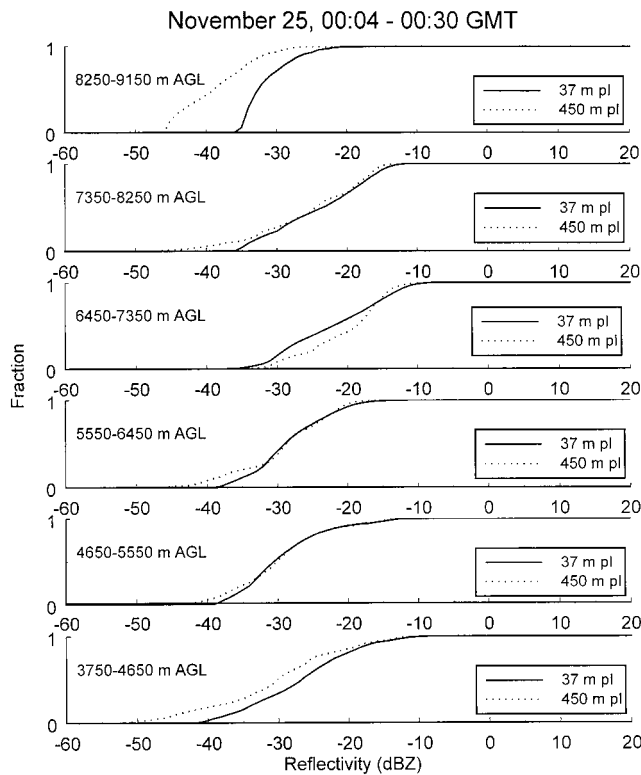 November 25, 00:04 - 00:30 GMT
Fraction
1
8250-9150 m AGL
37 m pl
450 m pl
0
-60 -50 -40 -30 -20 -10 0 10 20
1
7350-8250 m AGL
37 m pl
450 m pl
0
-60 -50 -40 -30 -20 -10 0 10 20
1
6450-7350 m AGL
37 m pl
450 m pl
0
-60 -50 -40 -30 -20 -10 0 10 20
1
5550-6450 m AGL
37 m pl
450 m pl
0
-60 -50 -40 -30 -20 -10 0 10 20
1
4650-5550 m AGL
37 m pl
450 m pl
0
-60 -50 -40 -30 -20 -10 0 10 20
1
3750-4650 m AGL
37 m pl
450 m pl
0
-60 -50 -40 -30 -20 -10 0 10 20
Reflectivity (dBZ)